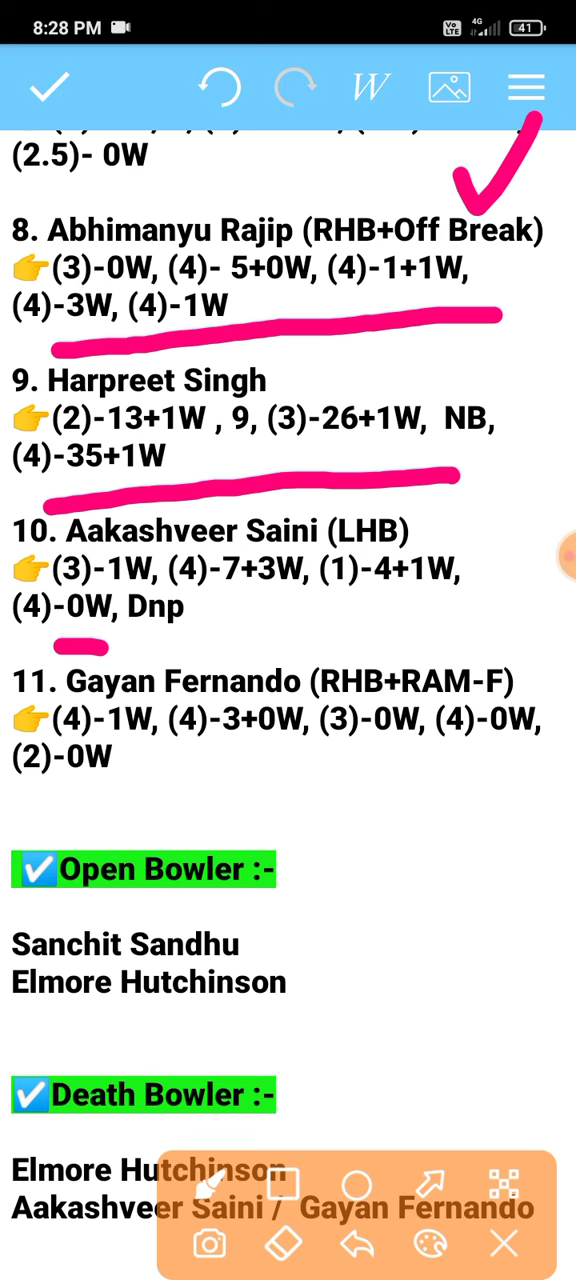 8:28 PM
Vo LTE 4G 41
W
(2.5)- 0W
8. Abhimanyu Rajip (RHB+Off Break)
👉(3)-0W, (4)- 5+0W, (4)-1+1W,
(4)-3W, (4)-1W
9. Harpreet Singh
👉(2)-13+1W , 9, (3)-26+1W, NB,
(4)-35+1W
10. Aakashveer Saini (LHB)
👉(3)-1W, (4)-7+3W, (1)-4+1W,
(4)-0W, Dnp
11. Gayan Fernando (RHB+RAM-F)
👉(4)-1W, (4)-3+0W, (3)-0W, (4)-0W,
(2)-0W
✅Open Bowler :-
Sanchit Sandhu
Elmore Hutchinson
✅Death Bowler :-
Elmore Hutchinson
Aakashveer Saini / Gayan Fernando